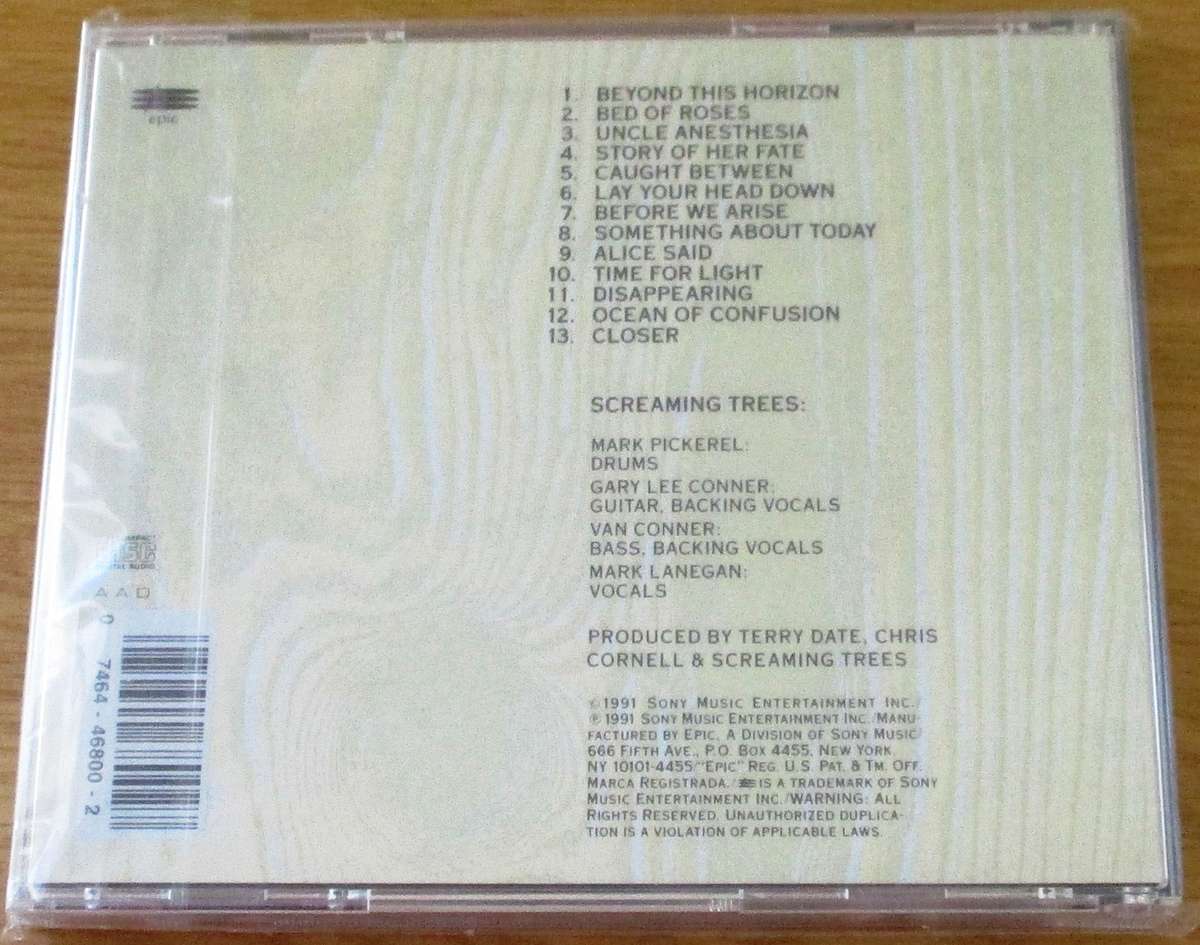 epic
1. BEYOND THIS HORIZON
2. BED OF ROSES
3. UNCLE ANESTHESIA
4. STORY OF HER FATE
5. CAUGHT BETWEEN
6. LAY YOUR HEAD DOWN
7. BEFORE WE ARISE
8. SOMETHING ABOUT TODAY
9. ALICE SAID
10. TIME FOR LIGHT
11. DISAPPEARING
12. OCEAN OF CONFUSION
13. CLOSER
SCREAMING TREES:
MARK PICKEREL:
DRUMS
GARY LEE CONNER:
GUITAR, BACKING VOCALS
VAN CONNER:
BASS, BACKING VOCALS
MARK LANEGAN:
VOCALS
PRODUCED BY TERRY DATE, CHRIS
CORNELL & SCREAMING TREES
© 1991 SONY MUSIC ENTERTAINMENT INC./
℗ 1991 SONY MUSIC ENTERTAINMENT INC./MANU-
FACTURED BY EPIC, A DIVISION OF SONY MUSIC/
666 FIFTH AVE., P.O. BOX 4455, NEW YORK,
NY 10101-4455/"EPIC" REG. U.S. PAT. & TM. OFF.
MARCA REGISTRADA./ IS A TRADEMARK OF SONY
MUSIC ENTERTAINMENT INC./WARNING: ALL
RIGHTS RESERVED. UNAUTHORIZED DUPLICA-
TION IS A VIOLATION OF APPLICABLE LAWS.
DISC
AAD
0 7464-46800-2